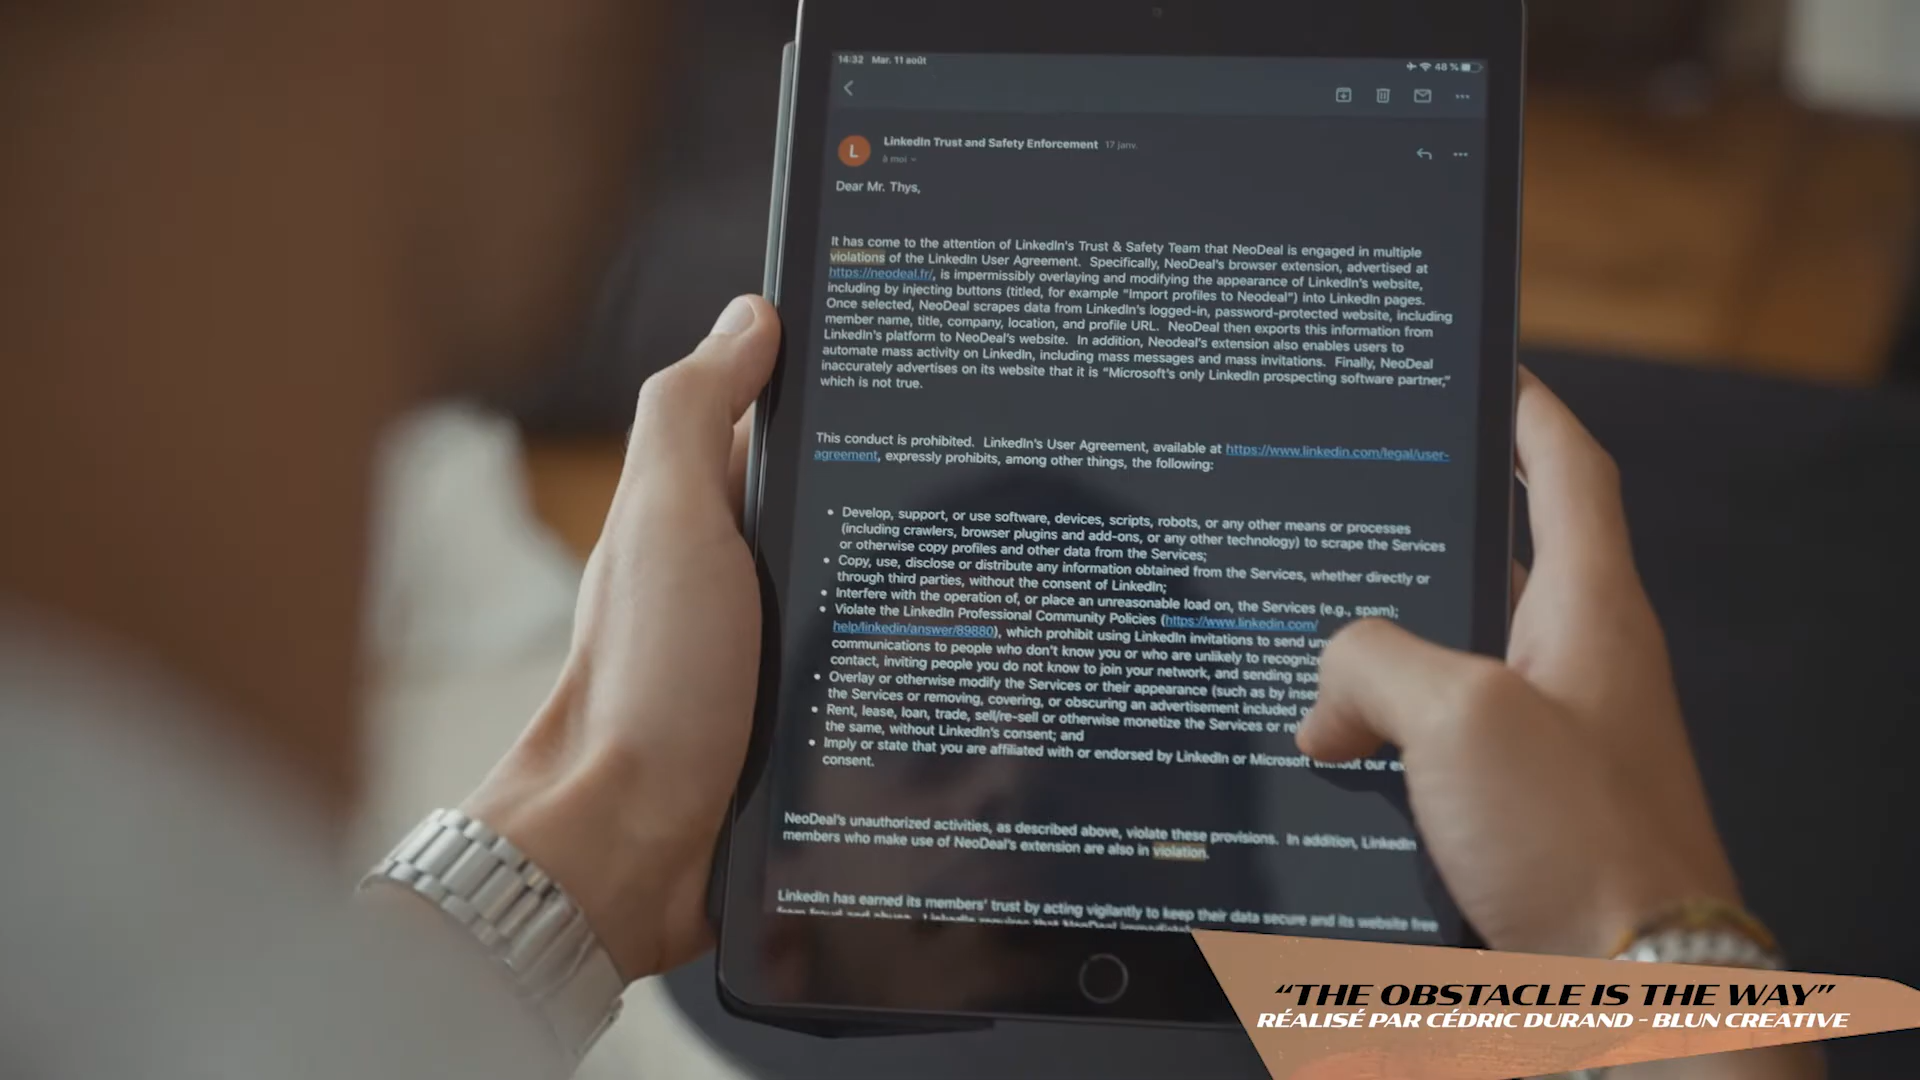 14:32 Mar. 11 août
48 %
L
LinkedIn Trust and Safety Enforcement 17 janv.
à moi
Dear Mr. Thys,
It has come to the attention of LinkedIn's Trust & Safety Team that NeoDeal is engaged in multiple
violations of the LinkedIn User Agreement. Specifically, NeoDeal's browser extension, advertised at
https://neodeal.fr/, is impermissibly overlaying and modifying the appearance of LinkedIn's website,
including by injecting buttons (titled, for example "Import profiles to Neodeal") into LinkedIn pages.
Once selected, NeoDeal scrapes data from LinkedIn's logged-in, password-protected website, including
member name, title, company, location, and profile URL. NeoDeal then exports this information from
LinkedIn's platform to NeoDeal's website. In addition, Neodeal's extension also enables users to
automate mass activity on LinkedIn, including mass messages and mass invitations. Finally, NeoDeal
inaccurately advertises on its website that it is "Microsoft's only LinkedIn prospecting software partner,"
which is not true.
This conduct is prohibited. LinkedIn's User Agreement, available at https://www.linkedin.com/legal/user-
agreement, expressly prohibits, among other things, the following:
• Develop, support, or use software, devices, scripts, robots, or any other means or processes
(including crawlers, browser plugins and add-ons, or any other technology) to scrape the Services
or otherwise copy profiles and other data from the Services;
• Copy, use, disclose or distribute any information obtained from the Services, whether directly or
through third parties, without the consent of LinkedIn;
• Interfere with the operation of, or place an unreasonable load on, the Services (e.g., spam);
• Violate the LinkedIn Professional Community Policies (https://www.linkedin.com/
help/linkedin/answer/89880), which prohibit using LinkedIn invitations to send
communications to people who don't know you or who are unlikely to
contact, inviting people you do not know to join your network, and sending
• Overlay or otherwise modify the Services or their appearance (such as by
the Services or removing, covering, or obscuring an advertisement included
• Rent, lease, loan, trade, sell/re-sell or otherwise monetize the Services or
the same, without LinkedIn's consent; and
• Imply or state that you are affiliated with or endorsed by LinkedIn or Microsoft without our
consent.
NeoDeal's unauthorized activities, as described above, violate these provisions. In addition, LinkedIn
members who make use of NeoDeal's extension are also in violation.
LinkedIn has earned its members' trust by acting vigilantly to keep their data secure and its website free
"THE OBSTACLE IS THE WAY"
RÉALISÉ PAR CÉDRIC DURAND - BLUN CREATIVE